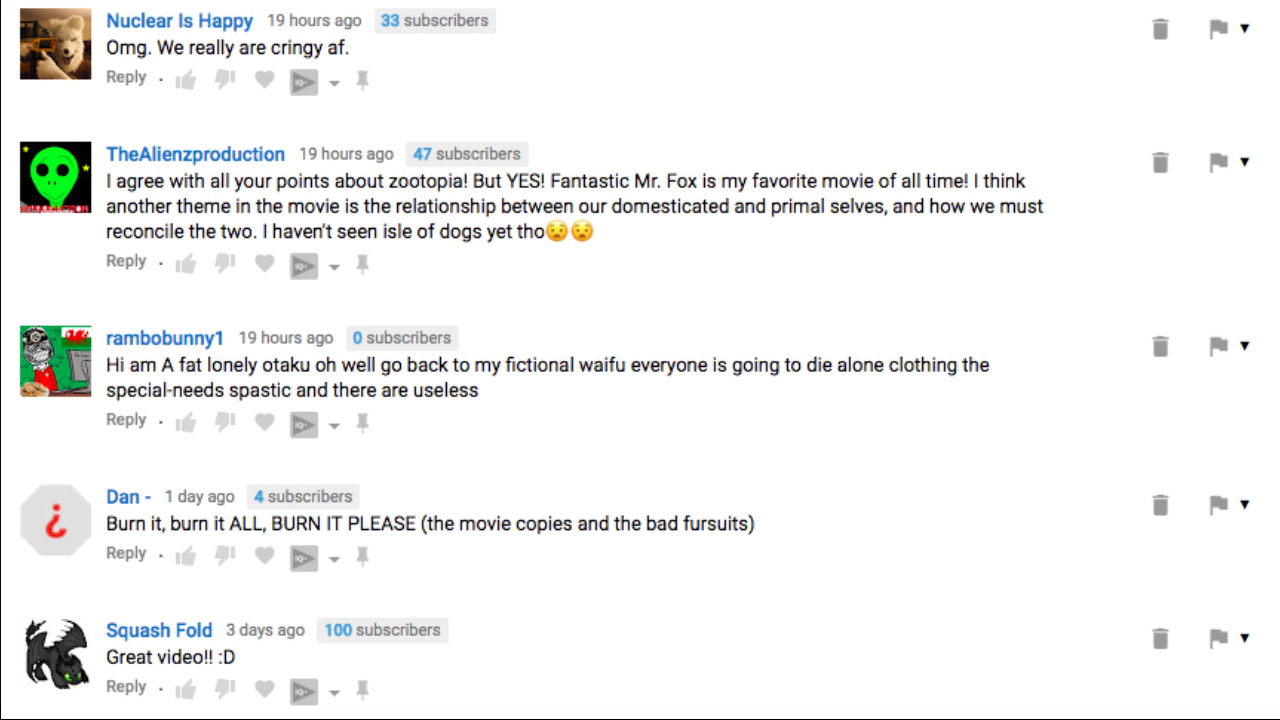 Nuclear Is Happy 19 hours ago 33 subscribers
Omg. We really are cringy af.
Reply
TheAlienzproduction 19 hours ago 47 subscribers
I agree with all your points about zootopia! But YES! Fantastic Mr. Fox is my favorite movie of all time! I think
another theme in the movie is the relationship between our domesticated and primal selves, and how we must
reconcile the two. I haven't seen isle of dogs yet tho😧😧
Reply
rambobunny1 19 hours ago 0 subscribers
Hi am A fat lonely otaku oh well go back to my fictional waifu everyone is going to die alone clothing the
special-needs spastic and there are useless
Reply
Dan - 1 day ago 4 subscribers
¿
Burn it, burn it ALL, BURN IT PLEASE (the movie copies and the bad fursuits)
Reply
Squash Fold 3 days ago 100 subscribers
Great video!! :D
Reply